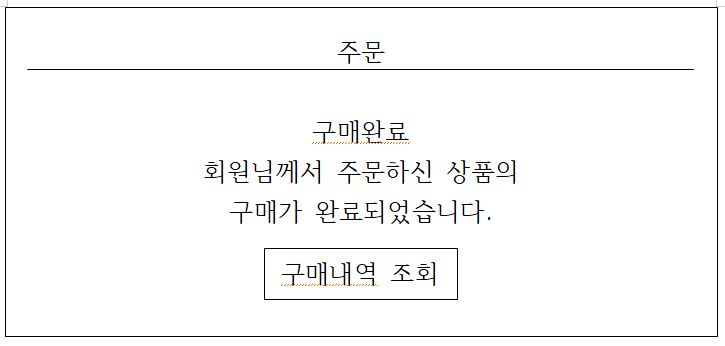 주문
구매완료
회원님께서 주문하신 상품의
구매가 완료되었습니다.
구매내역 조회